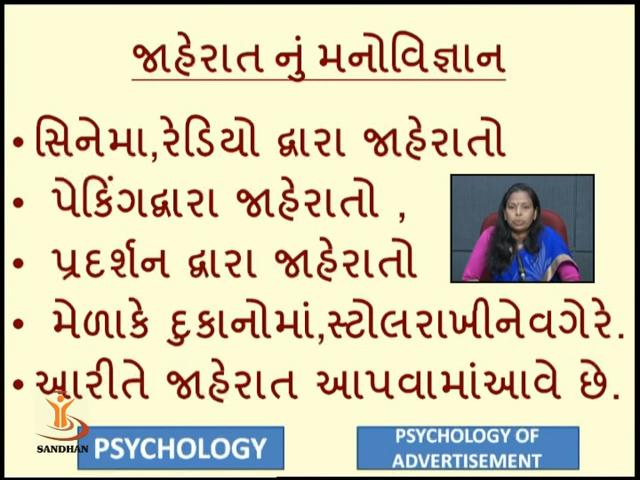 જાહેરાત નું મનોવિજ્ઞાન
• સિનેમા,રેડિયો દ્વારા જાહેરાતો
• પેકિંગદ્વારા જાહેરાતો ,
• પ્રદર્શન દ્વારા જાહેરાતો
• મેળાકે દુકાનોમાં,સ્ટોલરાખીનેવગેરે.
• આરીતે જાહેરાત આપવામાંઆવે છે.
SANDHAN
PSYCHOLOGY
PSYCHOLOGY OF
ADVERTISEMENT